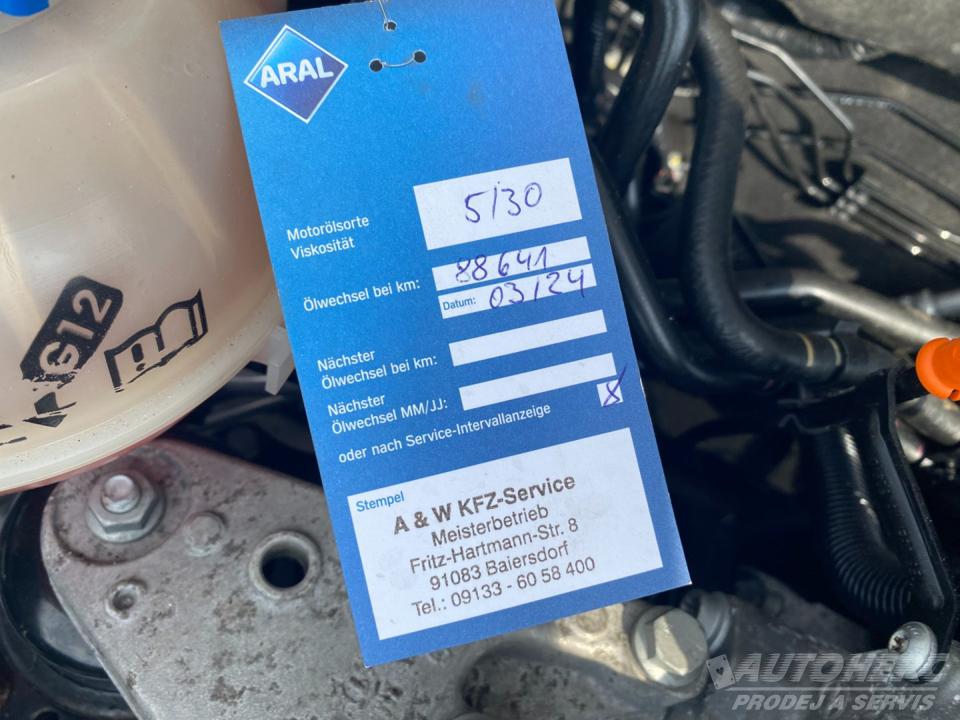 ARAL
Motorölsorte
Viskosität
5/30
Ölwechsel bei km:
88641
Datum: 03/24
Nächster
Ölwechsel bei km:
Nächster
Ölwechsel MM/JJ:
oder nach Service-Intervallanzeige
X
Stempel
A & W KFZ-Service
Meisterbetrieb
Fritz-Hartmann-Str. 8
91083 Baiersdorf
Tel.: 09133 - 60 58 400
G12
AUTOHERC
PRODEJ A SERVIS